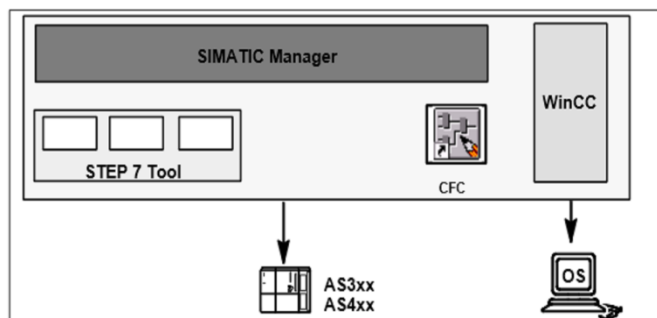 SIMATIC Manager
WinCC
STEP 7 Tool
CFC
AS3xx
AS4xx
OS